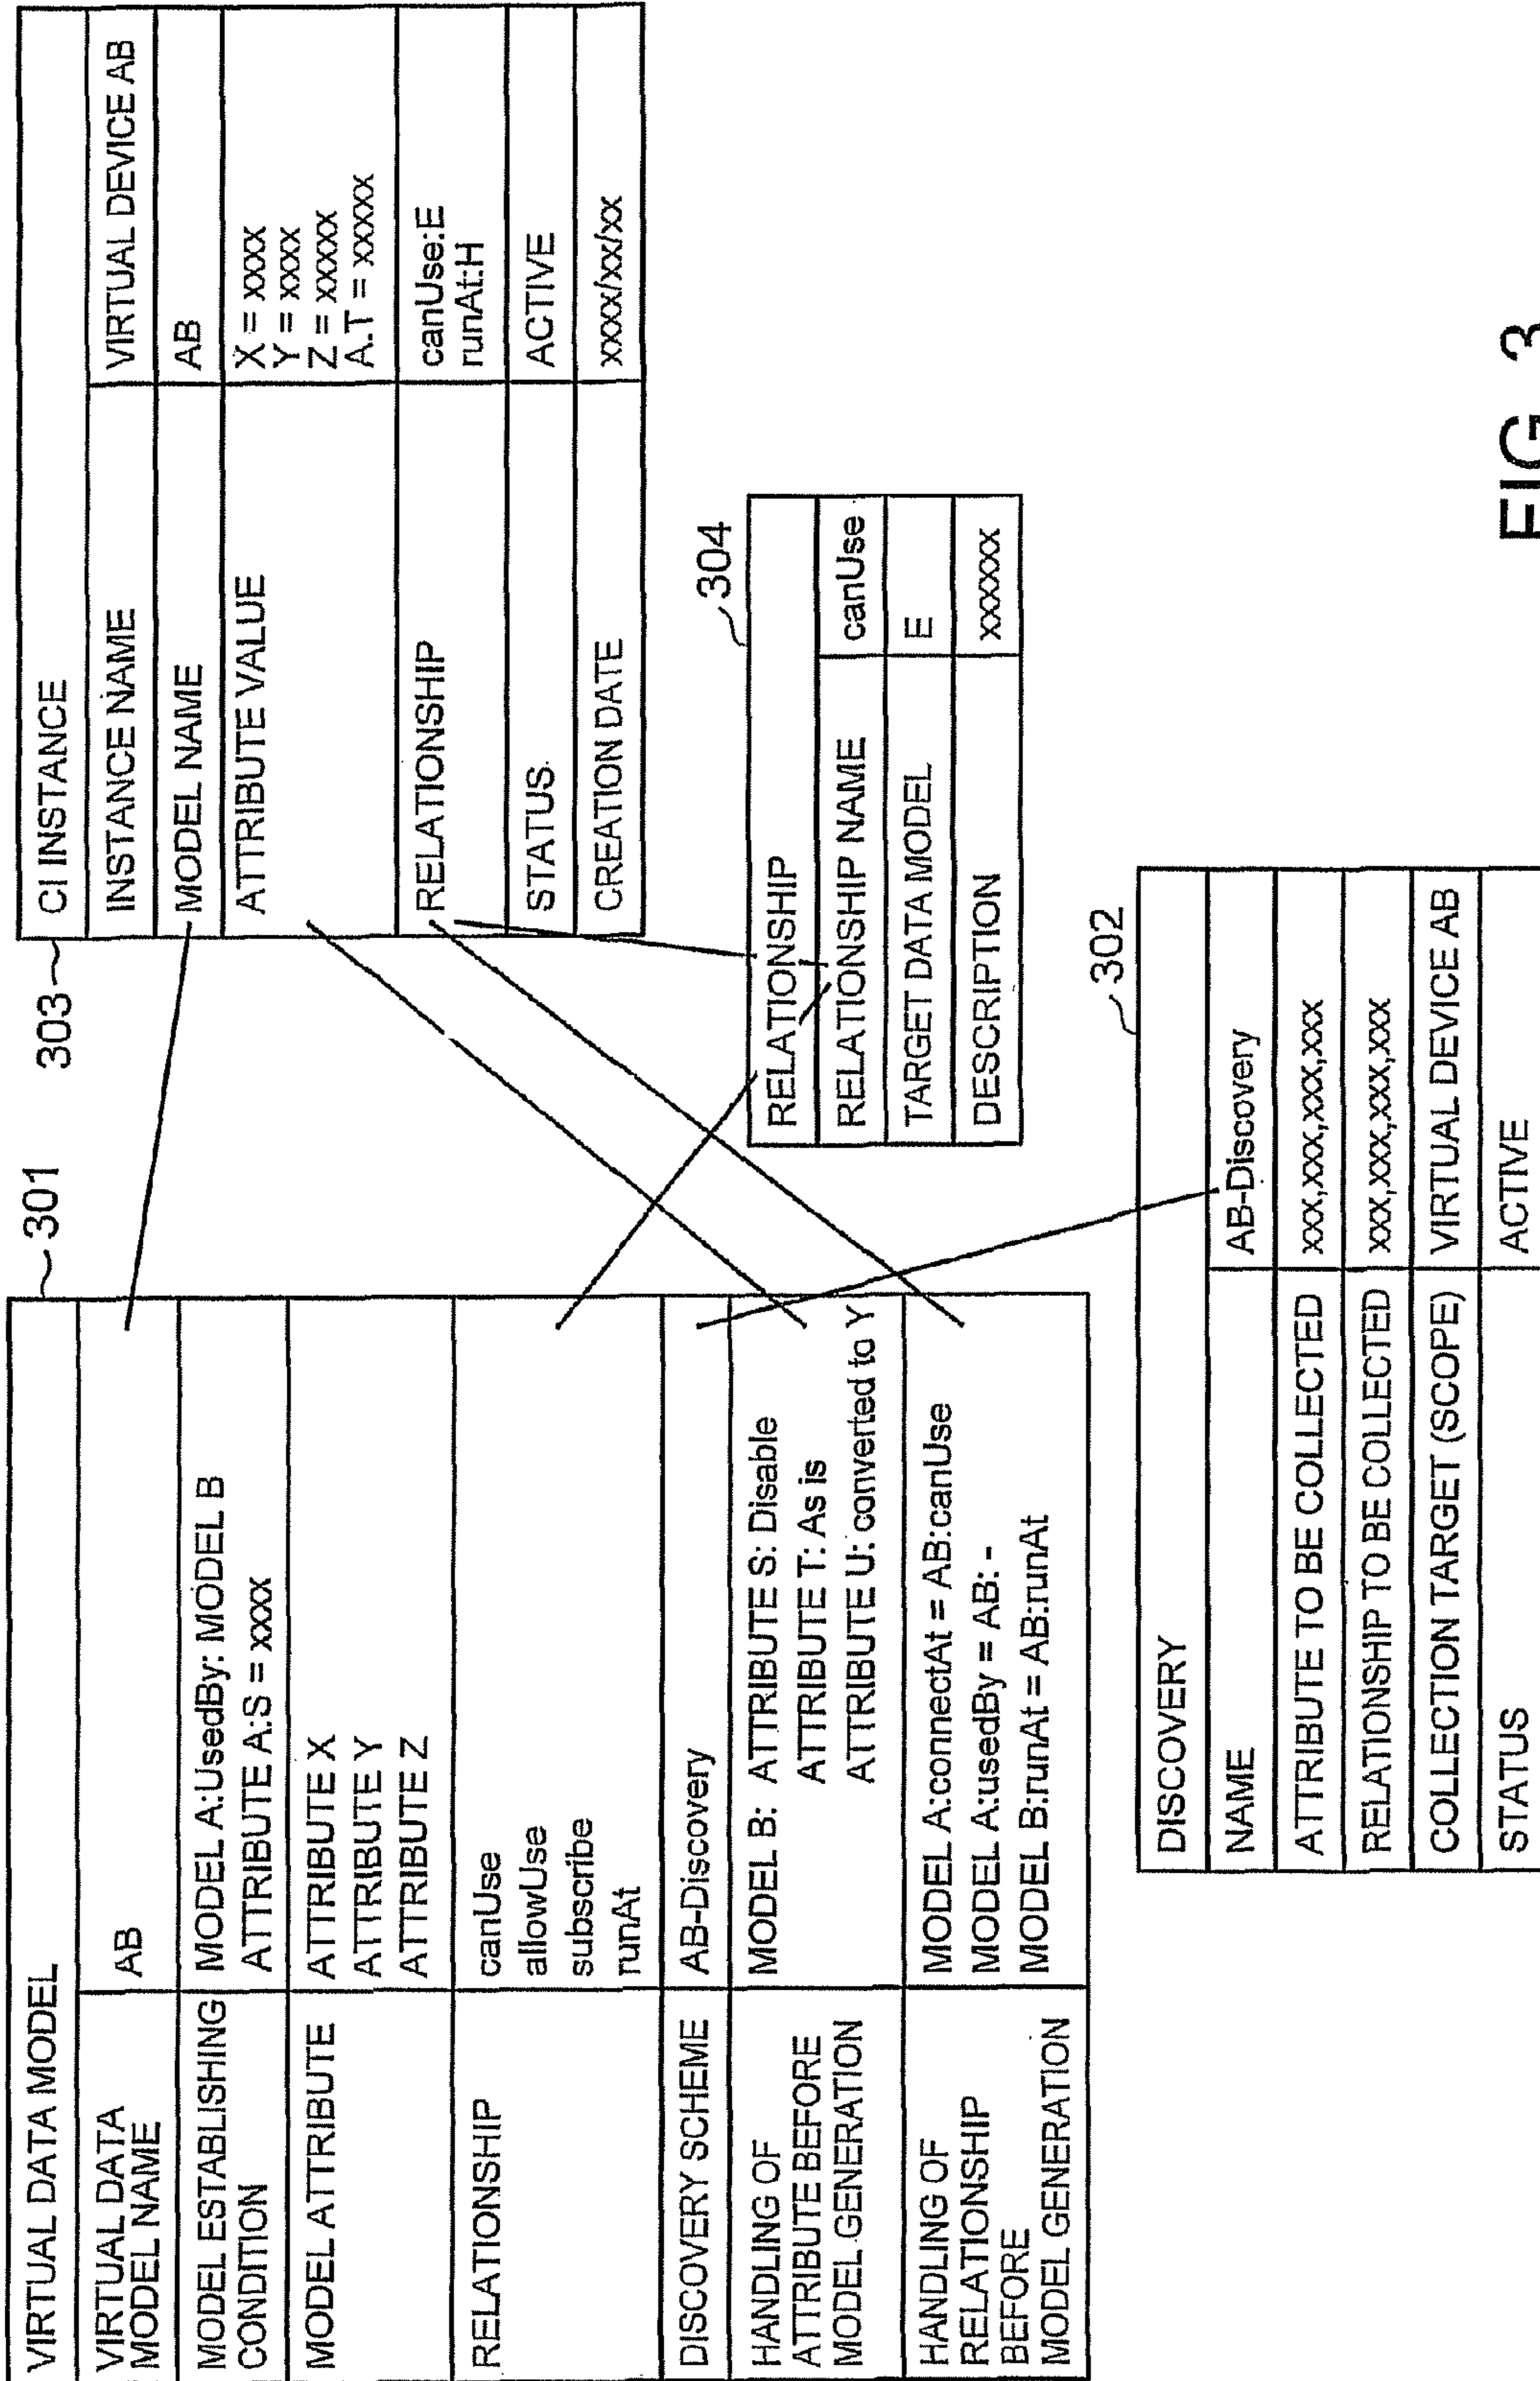 301
VIRTUAL DATA MODEL
VIRTUAL DATA
MODEL NAME
AB
MODEL ESTABLISHING
CONDITION
MODEL A:UsedBy: MODEL B
ATTRIBUTE A:S = xxxx
MODEL ATTRIBUTE
ATTRIBUTE X
ATTRIBUTE Y
ATTRIBUTE Z
RELATIONSHIP
canUse
allowUse
subscribe
runAt
DISCOVERY SCHEME
AB-Discovery
HANDLING OF
ATTRIBUTE BEFORE
MODEL GENERATION
MODEL B: ATTRIBUTE S: Disable
ATTRIBUTE T: As is
ATTRIBUTE U: converted to Y
HANDLING OF
RELATIONSHIP
BEFORE
MODEL GENERATION
MODEL A:connectAt = AB:canUse
MODEL A:usedBy = AB: -
MODEL B:runAt = AB:runAt
303
CI INSTANCE
INSTANCE NAME
VIRTUAL DEVICE AB
MODEL NAME
AB
ATTRIBUTE VALUE
X = xxxx
Y = xxxx
Z = xxxxx
A.T = xxxxx
RELATIONSHIP
canUse:E
runAt:H
STATUS
ACTIVE
CREATION DATE
xxxx/xx/xx
304
RELATIONSHIP
RELATIONSHIP NAME
canUse
TARGET DATA MODEL
E
DESCRIPTION
xxxxxx
302
DISCOVERY
NAME
AB-Discovery
ATTRIBUTE TO BE COLLECTED
xxx,xxx,xxx,xxx
RELATIONSHIP TO BE COLLECTED
xxx,xxx,xxx,xxx
COLLECTION TARGET (SCOPE)
VIRTUAL DEVICE AB
STATUS
ACTIVE
FIG. 3